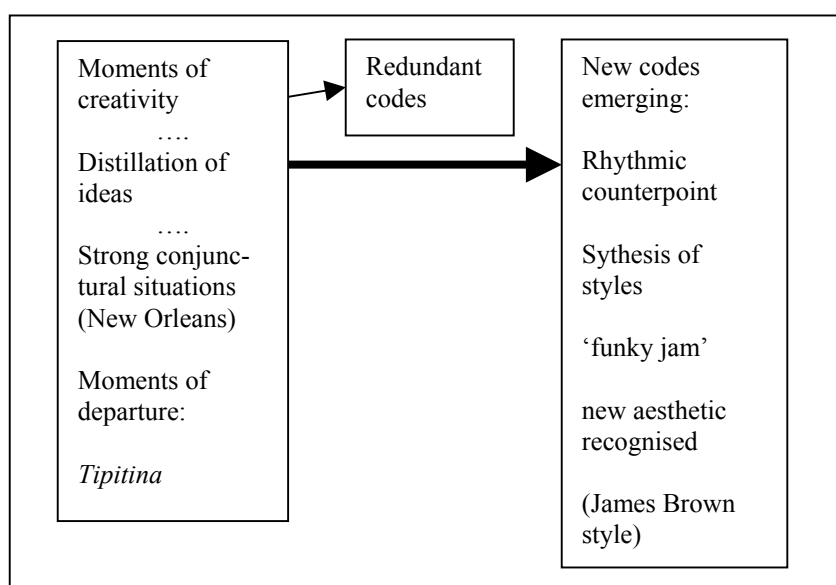 Moments of
creativity
….
Distillation of
ideas
….
Strong conjunc-
tural situations
(New Orleans)
Moments of
departure:
Tipitina
Redundant
codes
New codes
emerging:
Rhythmic
counterpoint
Sythesis of
styles
‘funky jam’
new aesthetic
recognised
(James Brown
style)